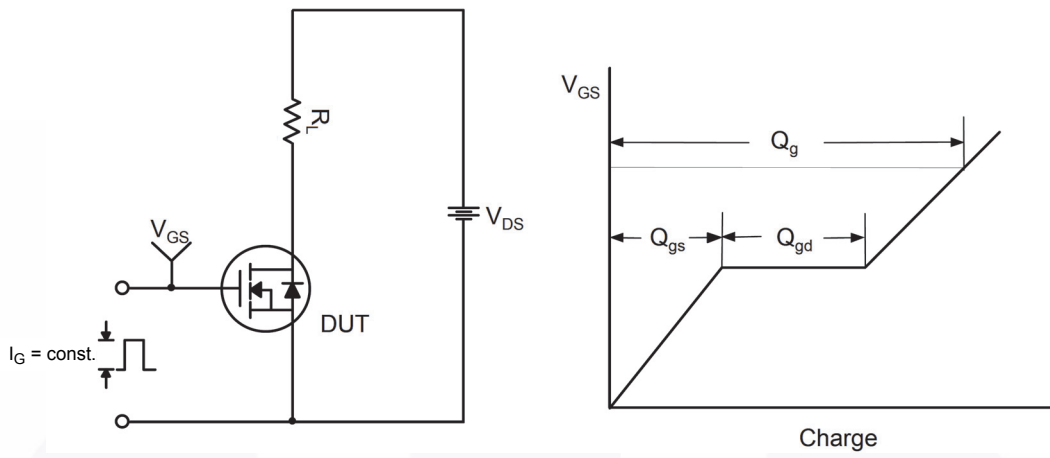 R_L
V_GS
V_DS
DUT
I_G = const.
V_GS
Q_g
Q_gs
Q_gd
Charge